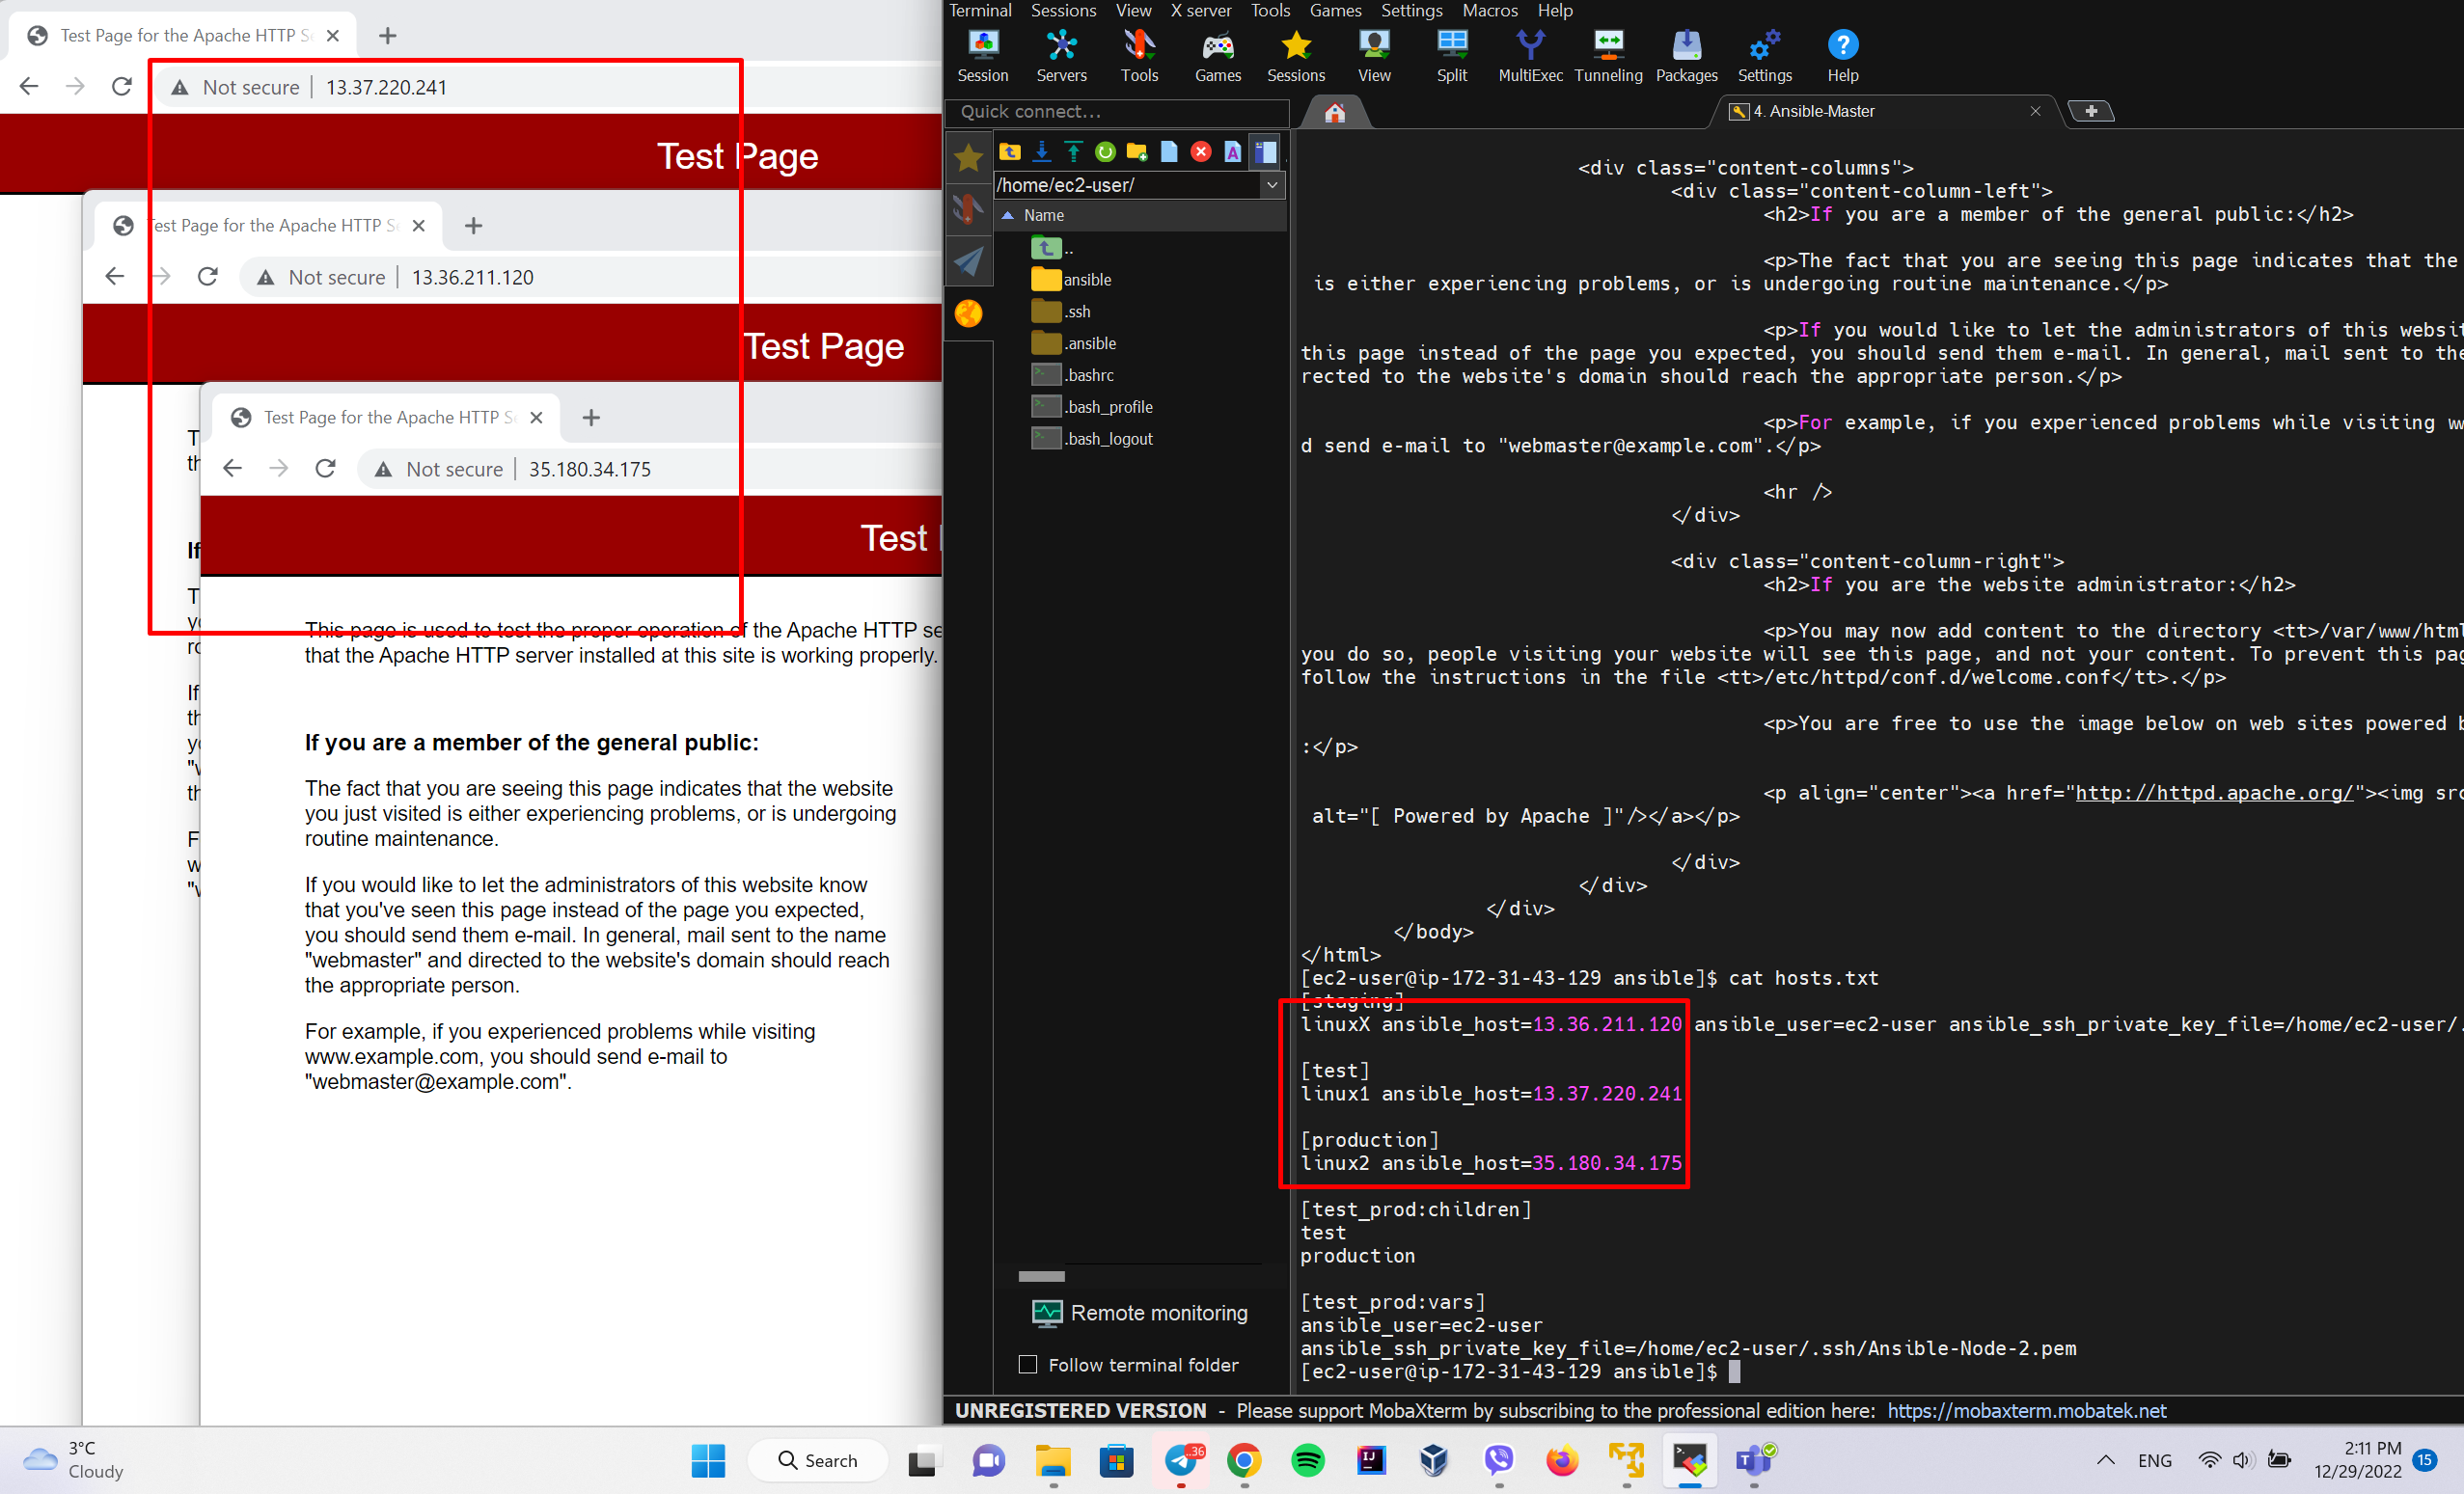 Test Page for the Apache HTTP S
Not secure | 13.37.220.241
Test Page
Test Page for the Apache HTTP Se
Not secure | 13.36.211.120
Test Page
Test Page for the Apache HTTP Se
Not secure | 35.180.34.175
Test
This page is used to test the proper operation of the Apache HTTP se
that the Apache HTTP server installed at this site is working properly.
If you are a member of the general public:
The fact that you are seeing this page indicates that the website
you just visited is either experiencing problems, or is undergoing
routine maintenance.
If you would like to let the administrators of this website know
that you've seen this page instead of the page you expected,
you should send them e-mail. In general, mail sent to the name
"webmaster" and directed to the website's domain should reach
the appropriate person.
For example, if you experienced problems while visiting
www.example.com, you should send e-mail to
"webmaster@example.com".
Terminal Sessions View X server Tools Games Settings Macros Help
Session Servers Tools Games Sessions View Split MultiExec Tunneling Packages Settings Help
Quick connect...
4. Ansible-Master
/home/ec2-user/
Name
..
ansible
.ssh
.ansible
.bashrc
.bash_profile
.bash_logout
Remote monitoring
Follow terminal folder
<div class="content-columns">
<div class="content-column-left">
<h2>If you are a member of the general public:</h2>
<p>The fact that you are seeing this page indicates that the
is either experiencing problems, or is undergoing routine maintenance.</p>
<p>If you would like to let the administrators of this websit
this page instead of the page you expected, you should send them e-mail. In general, mail sent to the
rected to the website's domain should reach the appropriate person.</p>
<p>For example, if you experienced problems while visiting ww
d send e-mail to "webmaster@example.com".</p>
<hr />
</div>
<div class="content-column-right">
<h2>If you are the website administrator:</h2>
<p>You may now add content to the directory <tt>/var/www/html
you do so, people visiting your website will see this page, and not your content. To prevent this pag
follow the instructions in the file <tt>/etc/httpd/conf.d/welcome.conf</tt>.</p>
<p>You are free to use the image below on web sites powered b
:</p>
<p align="center"><a href="http://httpd.apache.org/"><img src
alt="[ Powered by Apache ]"/></a></p>
</div>
</div>
</div>
</body>
</html>
[ec2-user@ip-172-31-43-129 ansible]$ cat hosts.txt
[staging]
linuxX ansible_host=13.36.211.120 ansible_user=ec2-user ansible_ssh_private_key_file=/home/ec2-user/.
[test]
linux1 ansible_host=13.37.220.241
[production]
linux2 ansible_host=35.180.34.175
[test_prod:children]
test
production
[test_prod:vars]
ansible_user=ec2-user
ansible_ssh_private_key_file=/home/ec2-user/.ssh/Ansible-Node-2.pem
[ec2-user@ip-172-31-43-129 ansible]$
UNREGISTERED VERSION - Please support MobaXterm by subscribing to the professional edition here: https://mobaxterm.mobatek.net
3°C
Cloudy
Search
..36
ENG
2:11 PM
12/29/2022
15